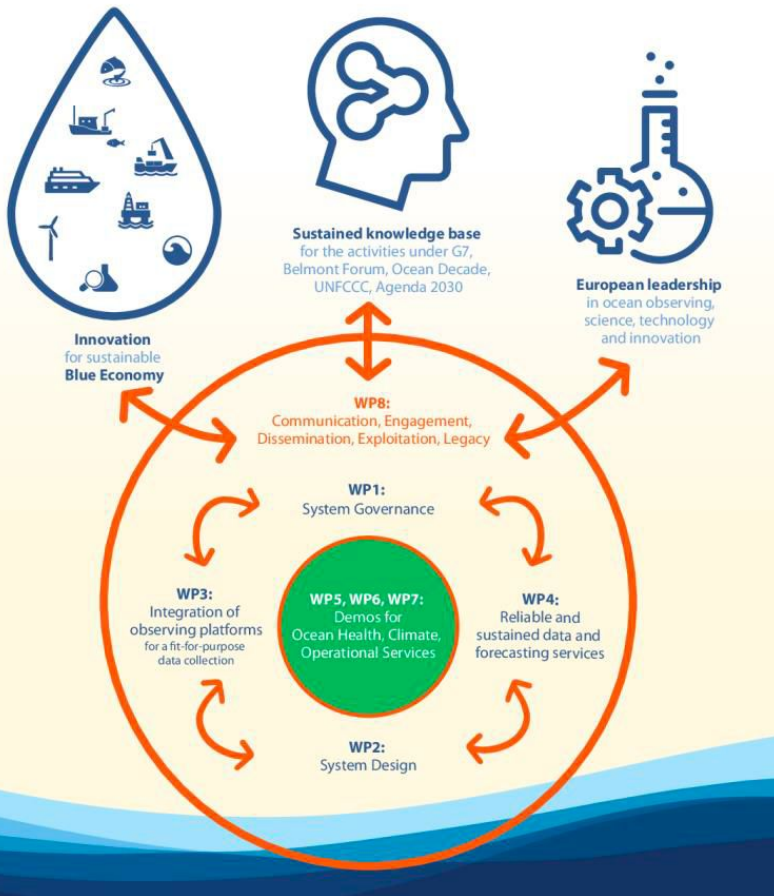 Sustained knowledge base
for the activities under G7,
Belmont Forum, Ocean Decade,
UNFCCC, Agenda 2030
European leadership
in ocean observing,
science, technology
and innovation
Innovation
for sustainable
Blue Economy
WP8:
Communication, Engagement,
Dissemination, Exploitation, Legacy
WP1:
System Governance
WP3:
Integration of
observing platforms
for a fit-for-purpose
data collection
WP5, WP6, WP7:
Demos for
Ocean Health, Climate,
Operational Services
WP4:
Reliable and
sustained data and
forecasting services
WP2:
System Design